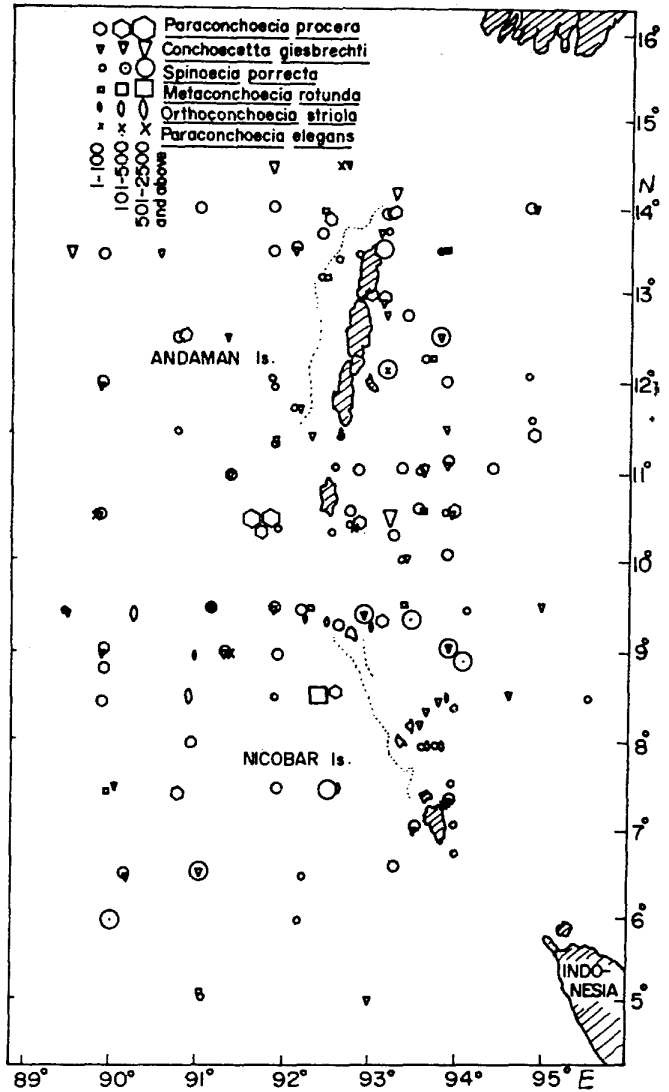 Paraconchoecia procera
Conchoecetta giesbrechti
Spinoecia porrecta
Metaconchoecia rotunda
Orthoconchoecia striola
Paraconchoecia elegans
1-100
101-500
501-2500
and above
16°
15°
N
14°
13°
ANDAMAN Is.
12°
11°
10°
9°
8°
NICOBAR Is.
7°
6°
INDO-
NESIA
5°
89° 90° 91° 92° 93° 94° 95° E